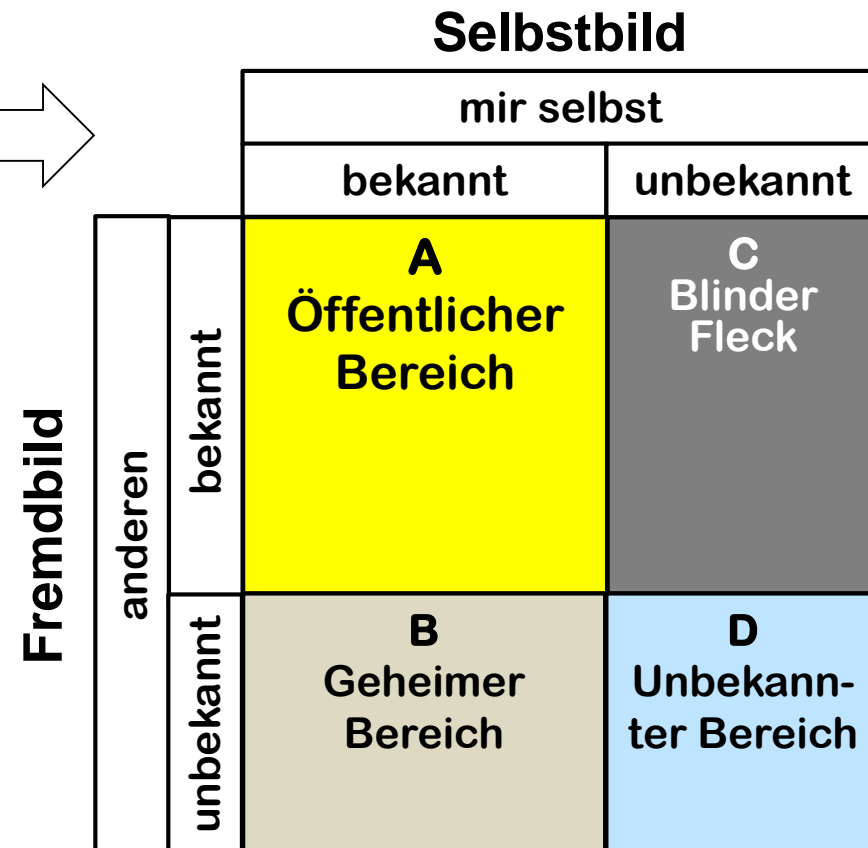 Selbstbild
mir selbst
bekannt
unbekannt
Fremdbild
anderen
bekannt
A
Öffentlicher
Bereich
C
Blinder
Fleck
unbekannt
B
Geheimer
Bereich
D
Unbekann-
ter Bereich